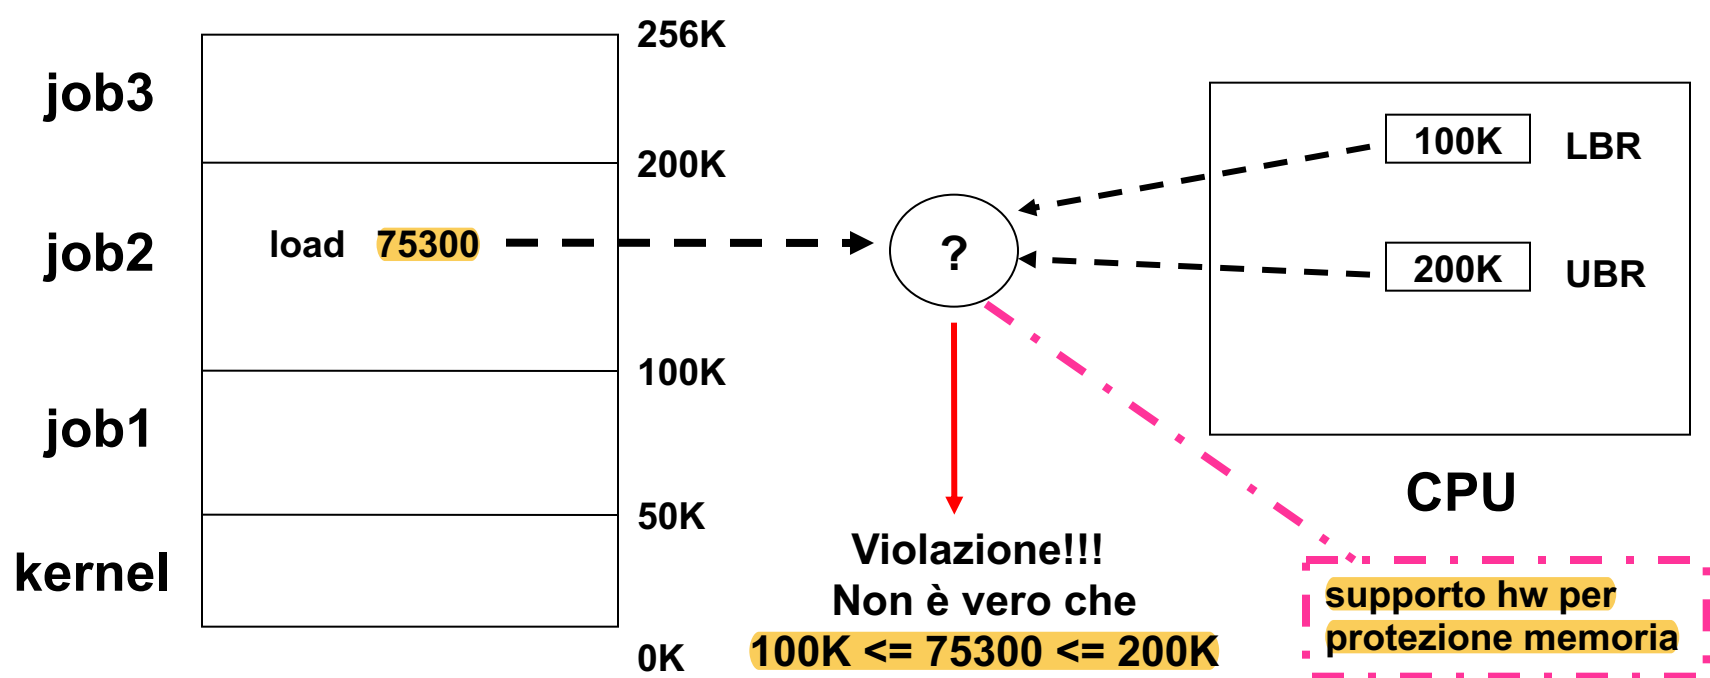 256K
job3
200K
job2
load 75300
100K
job1
50K
kernel
0K
?
100K LBR
200K UBR
CPU
Violazione!!!
Non è vero che
100K <= 75300 <= 200K
supporto hw per
protezione memoria